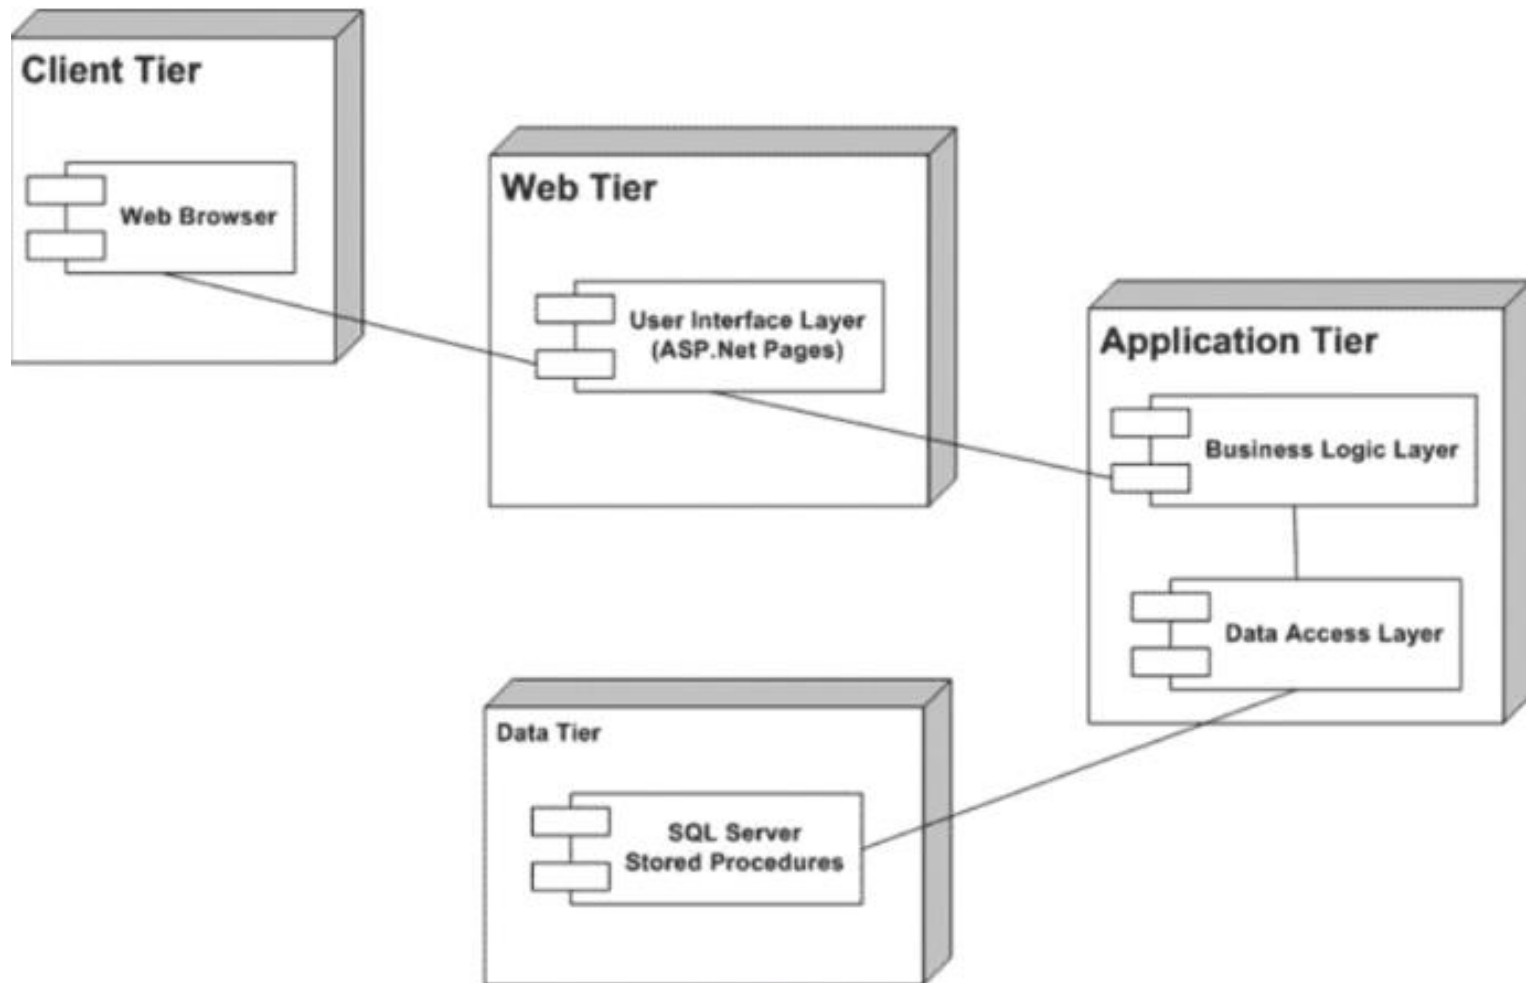 Client Tier
Web Browser
Web Tier
User Interface Layer
(ASP.Net Pages)
Application Tier
Business Logic Layer
Data Access Layer
Data Tier
SQL Server
Stored Procedures